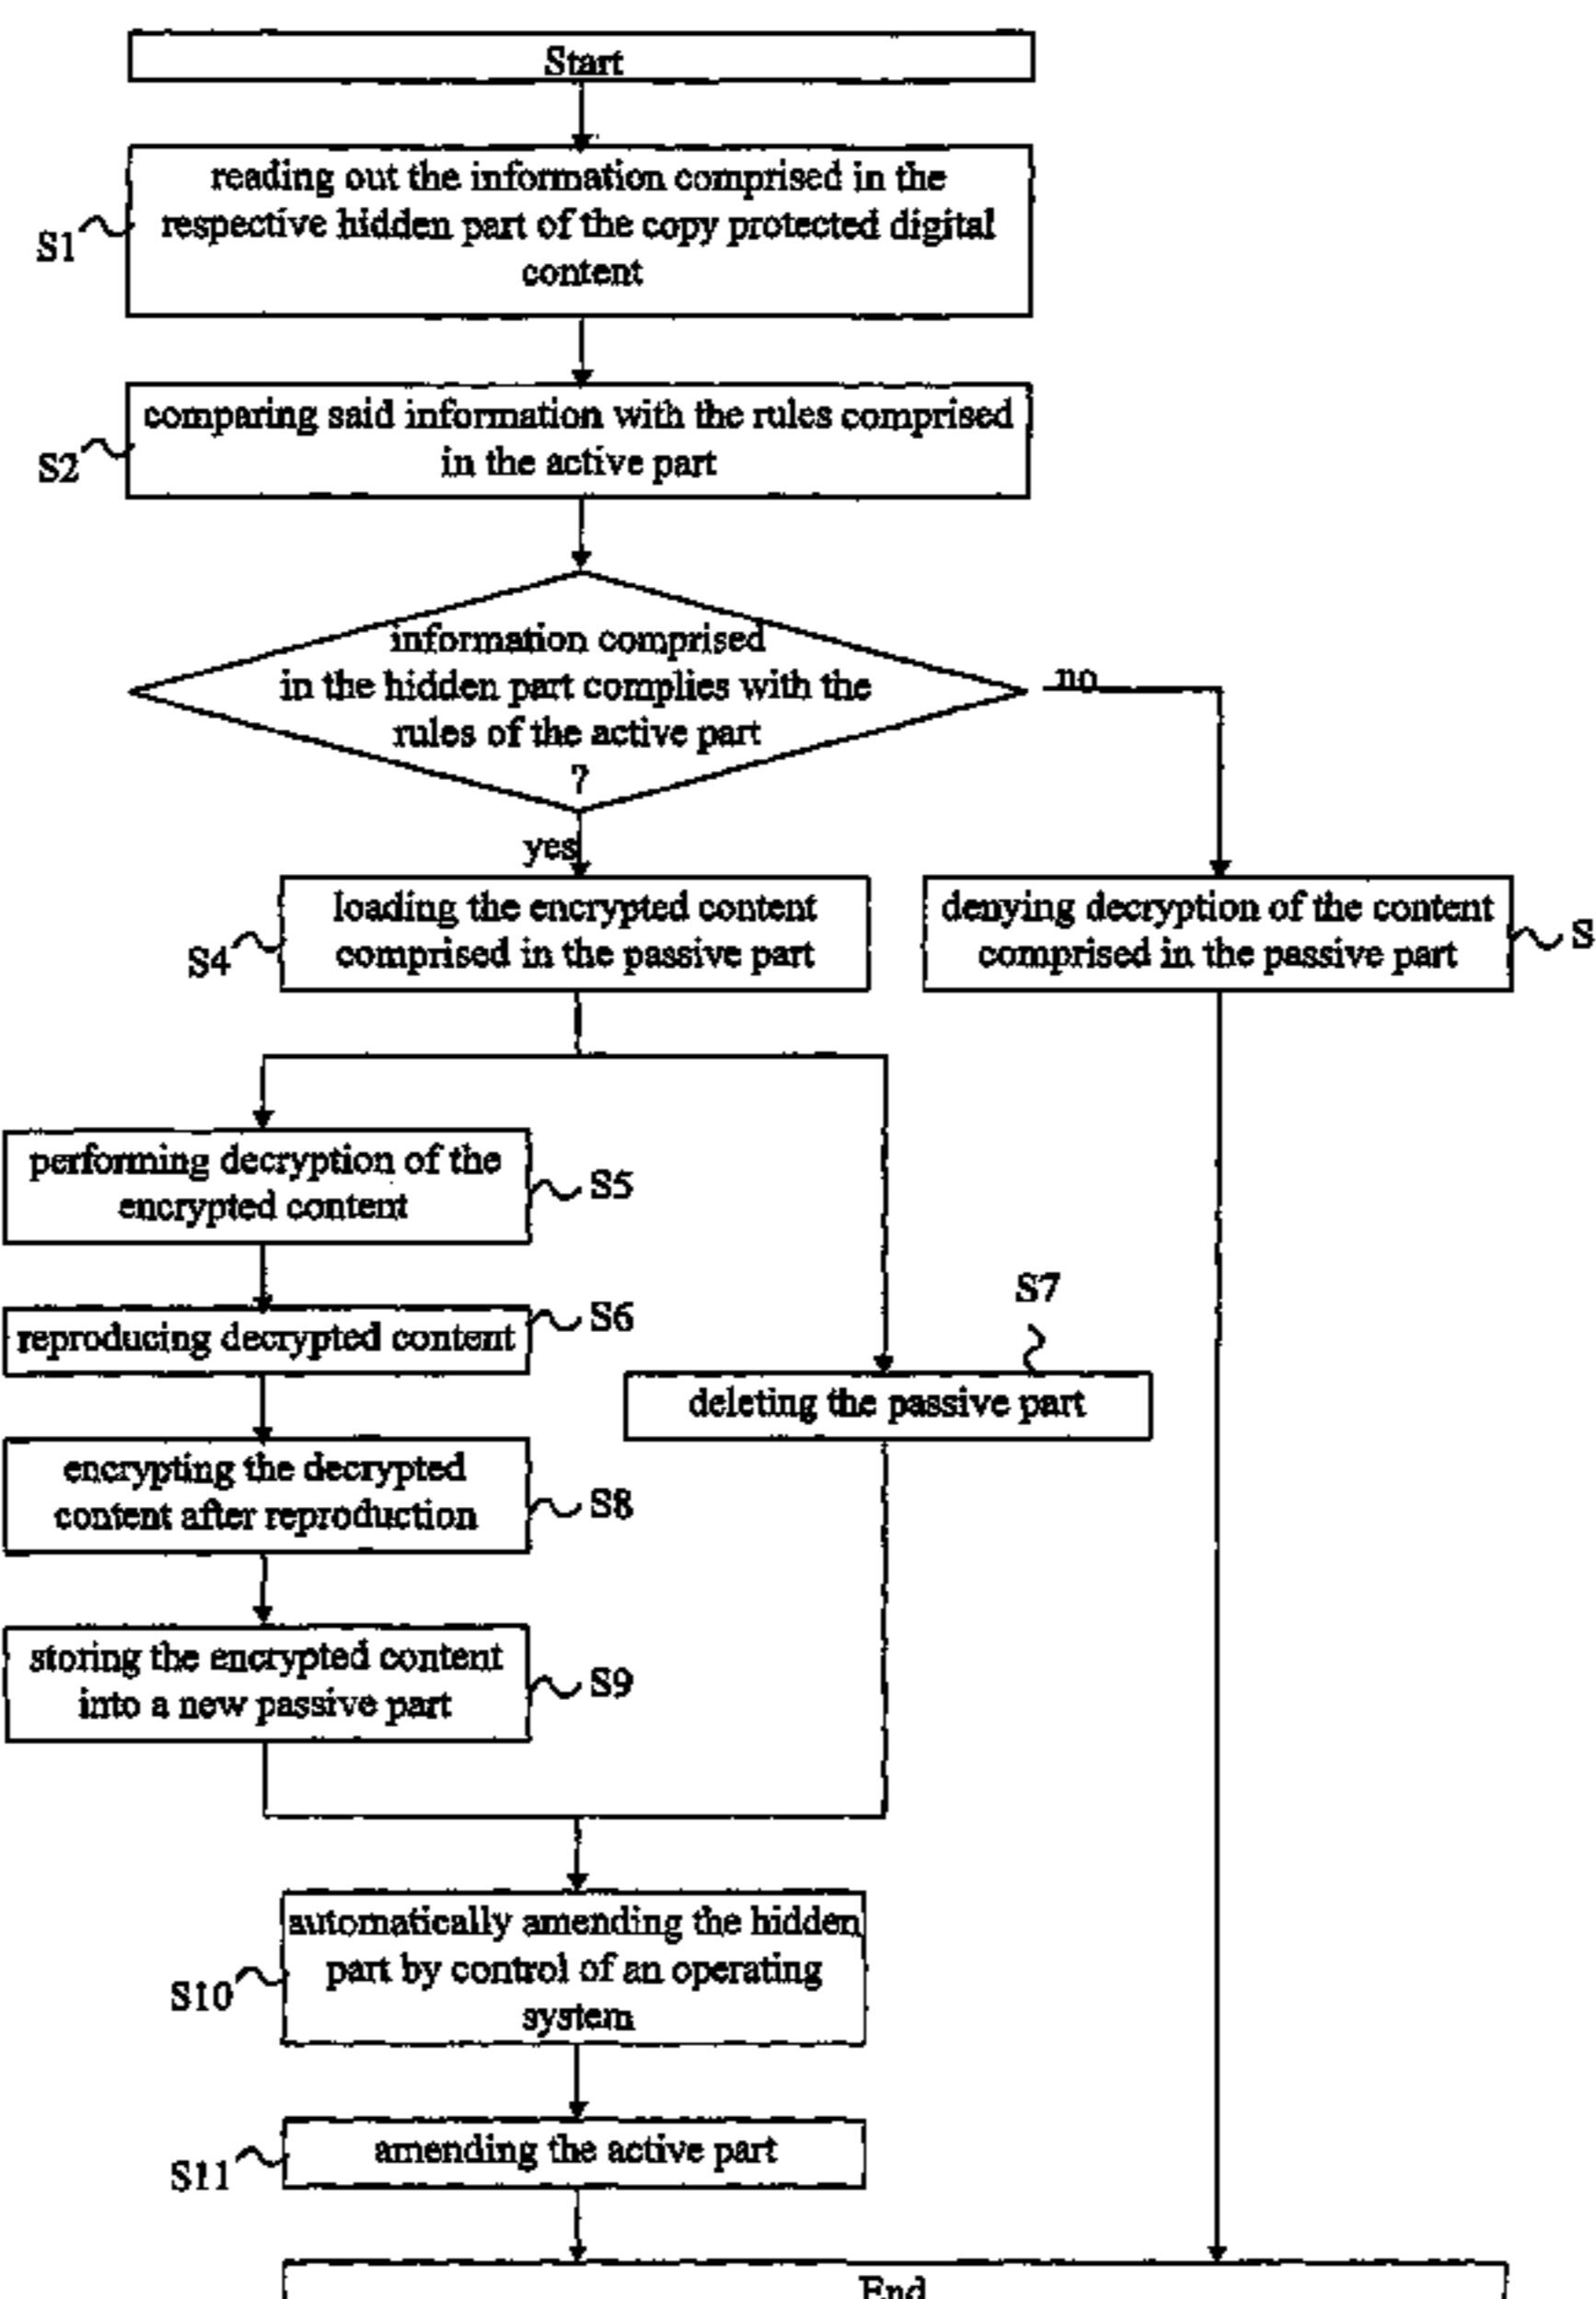 Start
reading out the information comprised in the
respective hidden part of the copy protected digital
content
S1
comparing said information with the rules comprised
in the active part
S2
information comprised
in the hidden part complies with the
rules of the active part
?
no
yes
loading the encrypted content
comprised in the passive part
S4
denying decryption of the content
comprised in the passive part
S
performing decryption of the
encrypted content
S5
reproducing decrypted content
S6
S7
deleting the passive part
encrypting the decrypted
content after reproduction
S8
storing the encrypted content
into a new passive part
S9
automatically amending the hidden
part by control of an operating
system
S10
amending the active part
S11
End